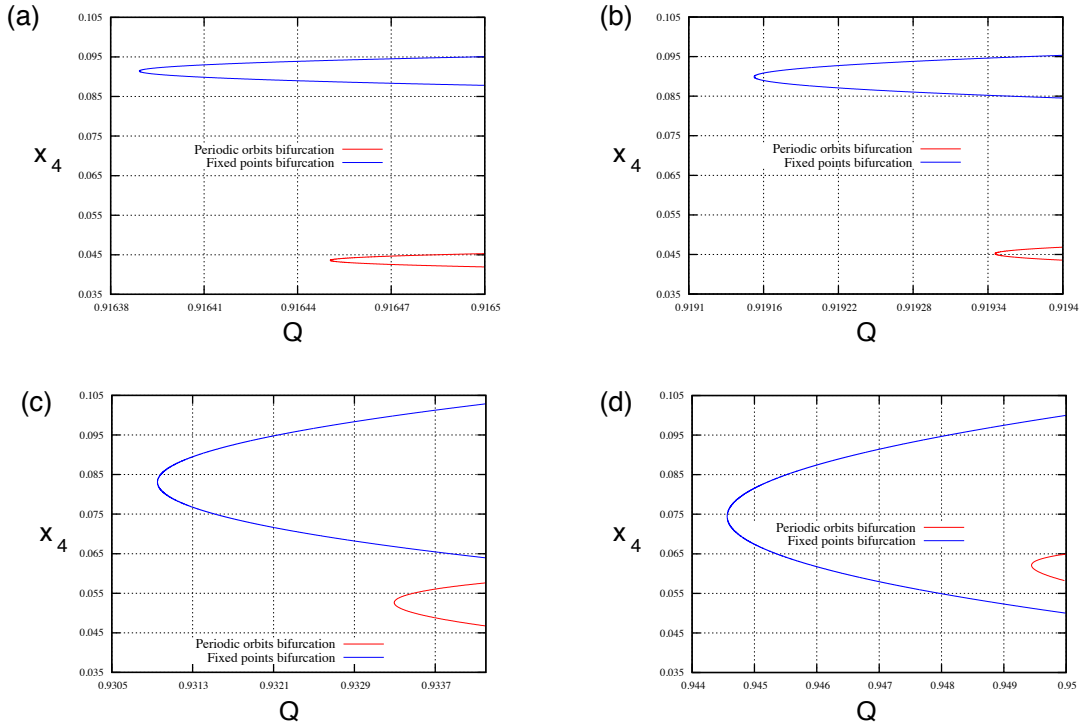 (a)
0.105
0.095
0.085
0.075
0.065
0.055
0.045
0.035
x4
Periodic orbits bifurcation
Fixed points bifurcation
0.91638 0.91641 0.91644 0.91647 0.9165
Q
(b)
0.105
0.095
0.085
0.075
0.065
0.055
0.045
0.035
x4
Periodic orbits bifurcation
Fixed points bifurcation
0.9191 0.91916 0.91922 0.91928 0.91934 0.9194
Q
(c)
0.105
0.095
0.085
0.075
0.065
0.055
0.045
0.035
x4
Periodic orbits bifurcation
Fixed points bifurcation
0.9305 0.9313 0.9321 0.9329 0.9337
Q
(d)
0.105
0.095
0.085
0.075
0.065
0.055
0.045
0.035
x4
Periodic orbits bifurcation
Fixed points bifurcation
0.944 0.945 0.946 0.947 0.948 0.949 0.95
Q